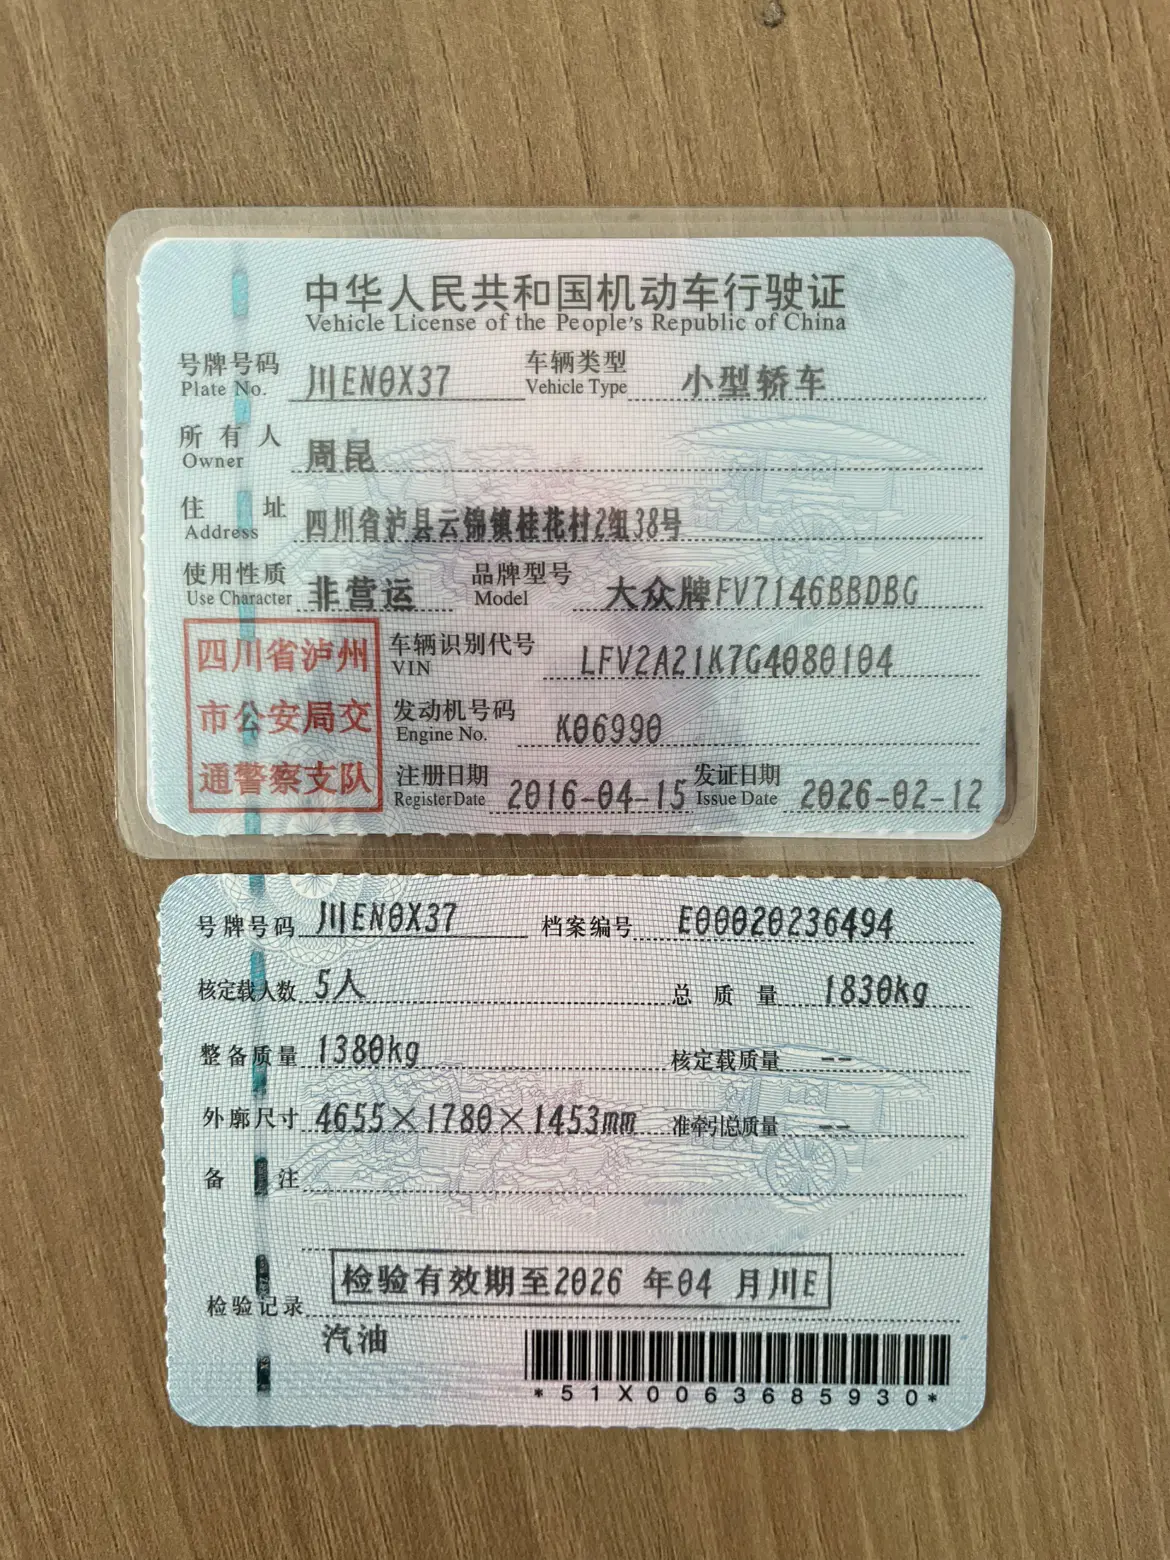 中华人民共和国机动车行驶证
Vehicle License of the People's Republic of China
号牌号码 川EN0X37 车辆类型 小型轿车
Plate No. Vehicle Type
所有人 周昆
Owner
住址 四川省泸县云锦镇桂花村2组38号
Address
使用性质 非营运 品牌型号 大众牌FV7146BBDBG
Use Character Model
四川省泸州
市公安局交
通警察支队
车辆识别代号 LFV2A21K7G4080104
VIN
发动机号码 K06990
Engine No.
注册日期 2016-04-15 发证日期 2026-02-12
Register Date Issue Date
号牌号码 川EN0X37 档案编号 E00020236494
核定载人数 5人 总质量 1830kg
整备质量 1380kg 核定载质量 --
外廓尺寸 4655×1780×1453mm 准牵引总质量 --
备注
检验有效期至2026 年04 月川E
检验记录
汽油
*51X0063685930*